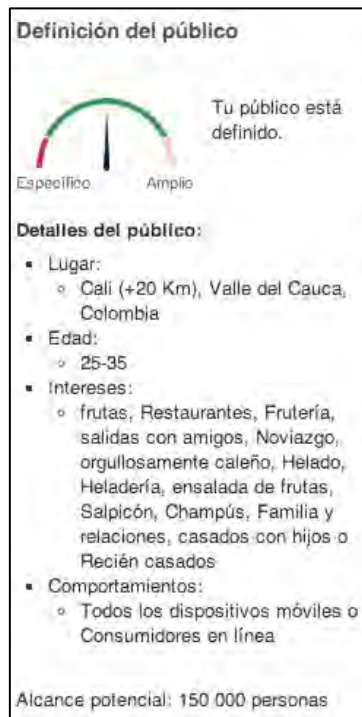 Definición del público
Tu público está
definido.
Específico Amplio
Detalles del público:
▪ Lugar:
◦ Cali (+20 Km), Valle del Cauca,
Colombia
▪ Edad:
◦ 25-35
▪ Intereses:
◦ frutas, Restaurantes, Frutería,
salidas con amigos, Noviazgo,
orgullosamente caleño, Helado,
Heladería, ensalada de frutas,
Salpicón, Champús, Familia y
relaciones, casados con hijos o
Recién casados
▪ Comportamientos:
◦ Todos los dispositivos móviles o
Consumidores en línea
Alcance potencial: 150 000 personas